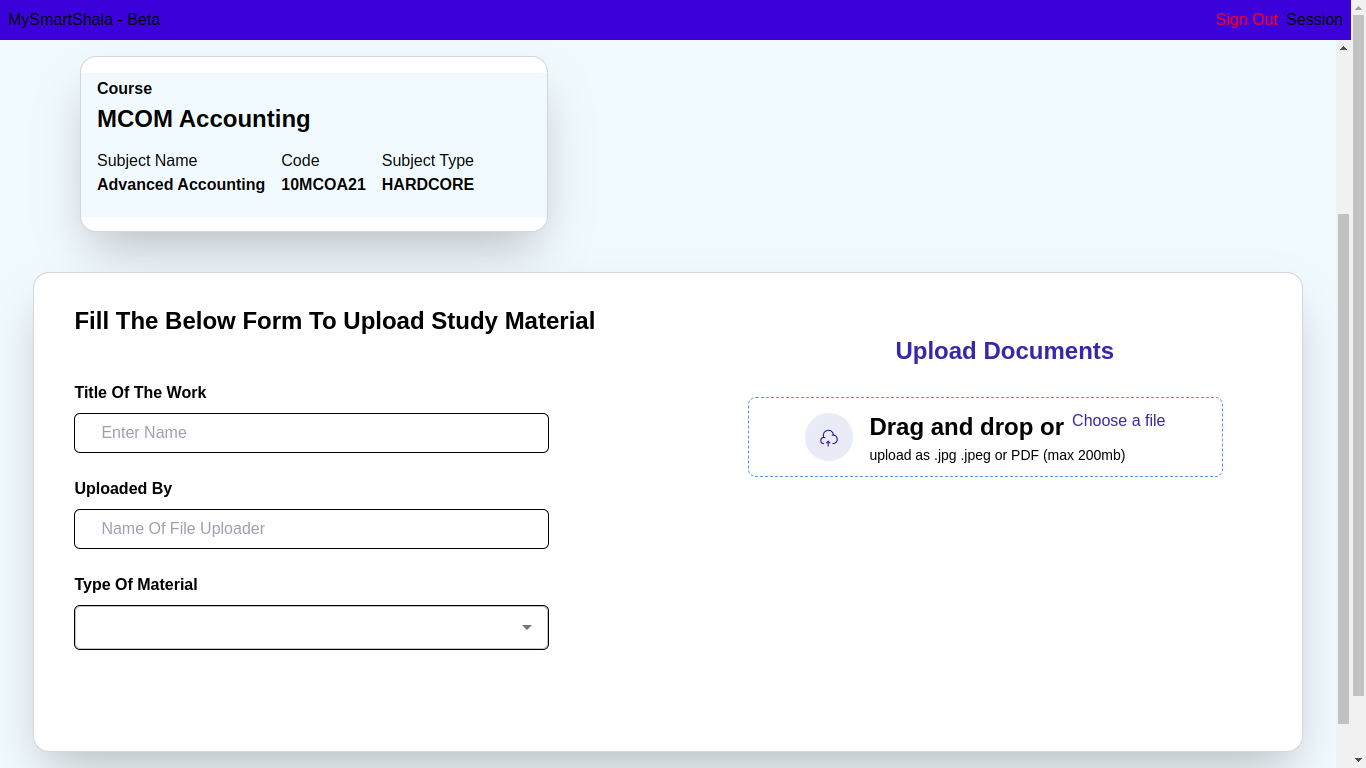 MySmartShala - Beta
Sign Out Session
Course
MCOM Accounting
Subject Name Code Subject Type
Advanced Accounting 10MCOA21 HARDCORE
Fill The Below Form To Upload Study Material
Title Of The Work
Enter Name
Uploaded By
Name Of File Uploader
Type Of Material
Upload Documents
Drag and drop or Choose a file
upload as .jpg .jpeg or PDF (max 200mb)